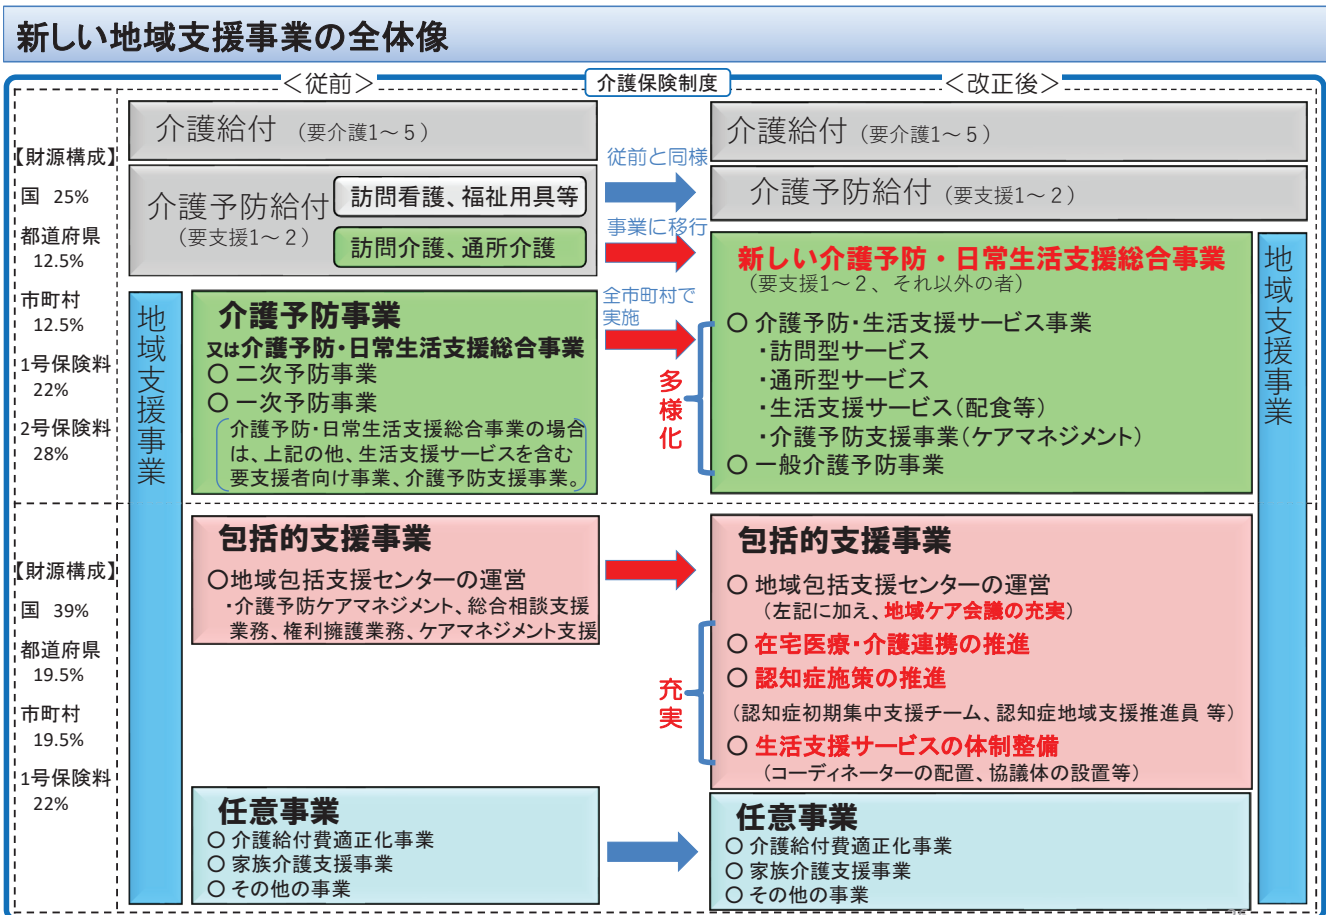 新しい地域支援事業の全体像
介護保険制度
<従前>
<改正後>
【財源構成】
国 25%
都道府県
12.5%
市町村
12.5%
1号保険料
22%
2号保険料
28%
【財源構成】
国 39%
都道府県
19.5%
市町村
19.5%
1号保険料
22%
介護給付 (要介護1~5)
介護予防給付
(要支援1~2)
訪問看護、福祉用具等
訪問介護、通所介護
地域支援事業
介護予防事業
又は介護予防・日常生活支援総合事業
○ 二次予防事業
○ 一次予防事業
介護予防・日常生活支援総合事業の場合
は、上記の他、生活支援サービスを含む
要支援者向け事業、介護予防支援事業。
包括的支援事業
○地域包括支援センターの運営
・介護予防ケアマネジメント、総合相談支援
業務、権利擁護業務、ケアマネジメント支援
任意事業
○ 介護給付費適正化事業
○ 家族介護支援事業
○ その他の事業
従前と同様
事業に移行
全市町村で
実施
多様化
充実
介護給付 (要介護1~5)
介護予防給付 (要支援1~2)
新しい介護予防・日常生活支援総合事業
(要支援1~2、それ以外の者)
○ 介護予防・生活支援サービス事業
・訪問型サービス
・通所型サービス
・生活支援サービス(配食等)
・介護予防支援事業(ケアマネジメント)
○ 一般介護予防事業
包括的支援事業
○ 地域包括支援センターの運営
(左記に加え、地域ケア会議の充実)
○ 在宅医療・介護連携の推進
○ 認知症施策の推進
(認知症初期集中支援チーム、認知症地域支援推進員 等)
○ 生活支援サービスの体制整備
(コーディネーターの配置、協議体の設置等)
任意事業
○ 介護給付費適正化事業
○ 家族介護支援事業
○ その他の事業
地域支援事業